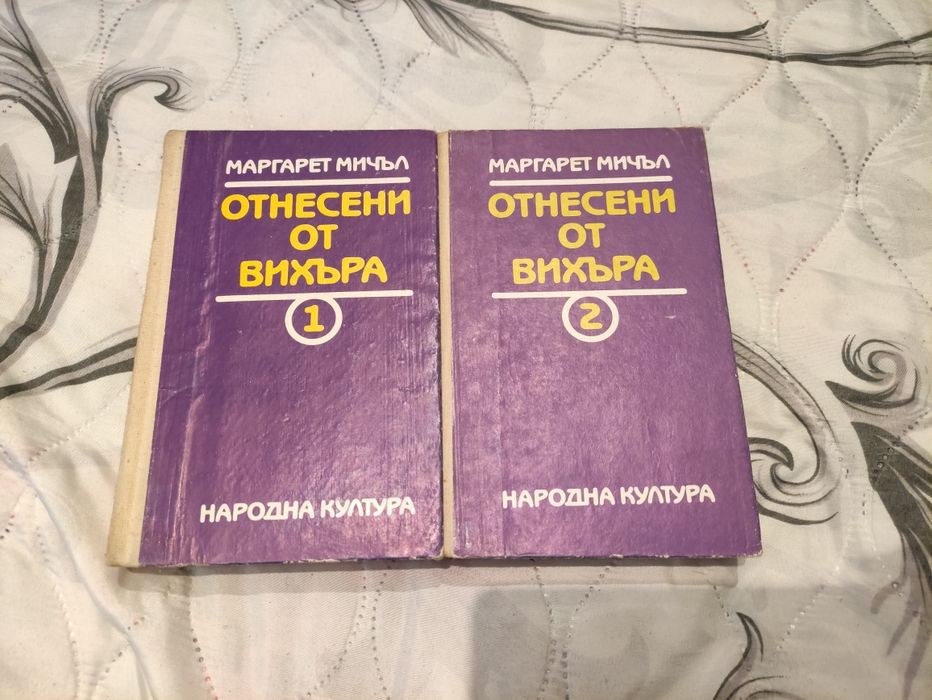 МАРГАРЕТ МИЧЪЛ
ОТНЕСЕНИ
ОТ
ВИХЪРА
1
НАРОДНА КУЛТУРА
МАРГАРЕТ МИЧЪЛ
ОТНЕСЕНИ
ОТ
ВИХЪРА
2
НАРОДНА КУЛТУРА